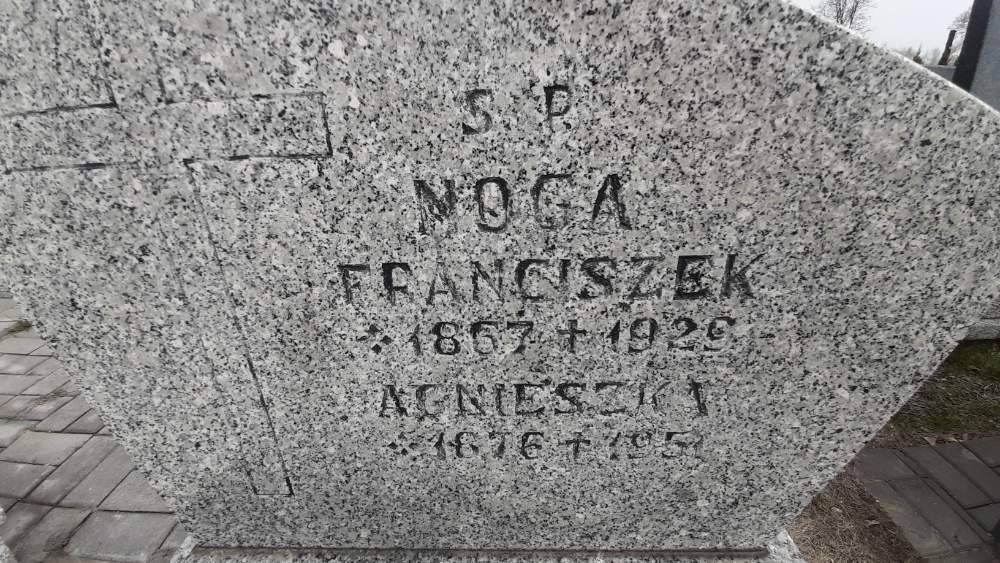 S P
NOGA
FRANCISZEK
1867 + 1929
AGNIESZKA
1876 + 1951